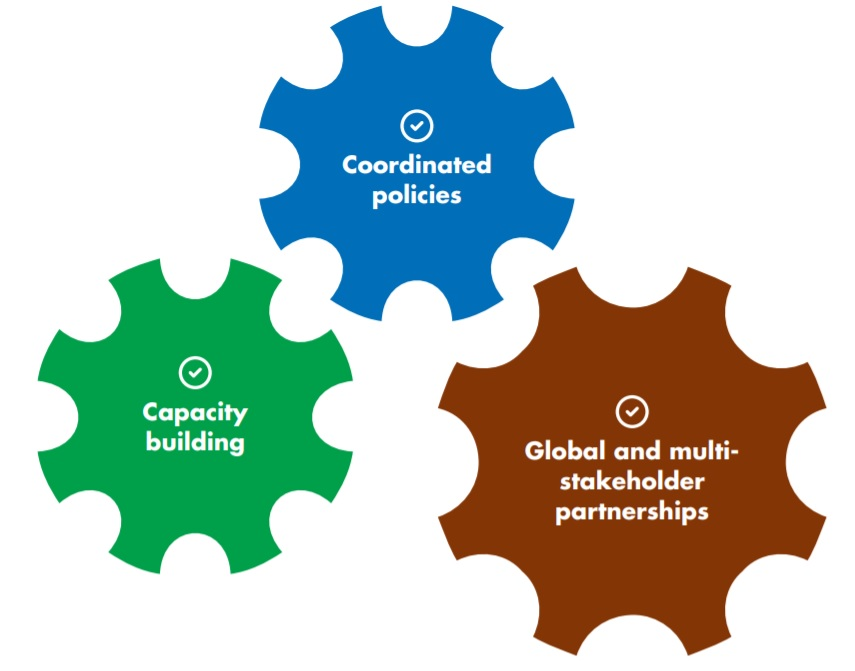 Coordinated
policies
Capacity
building
Global and multi-
stakeholder
partnerships